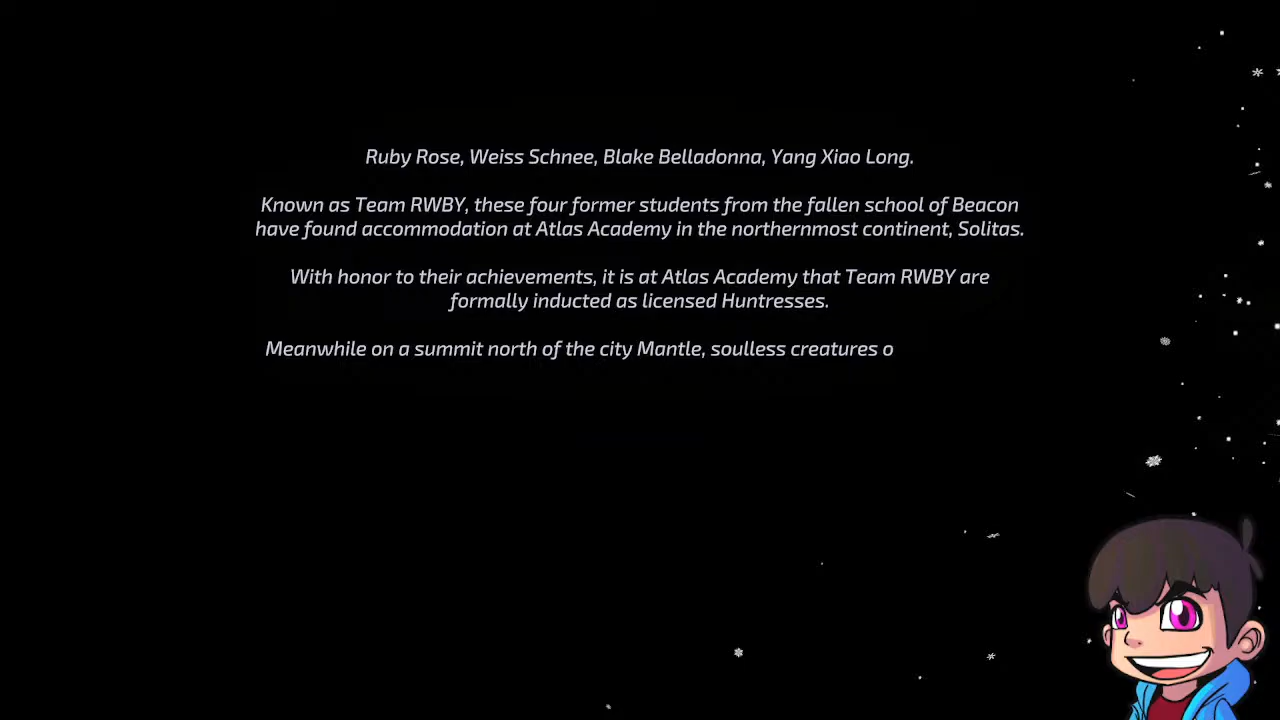 Ruby Rose, Weiss Schnee, Blake Belladonna, Yang Xiao Long.
Known as Team RWBY, these four former students from the fallen school of Beacon
have found accommodation at Atlas Academy in the northernmost continent, Solitas.
With honor to their achievements, it is at Atlas Academy that Team RWBY are
formally inducted as licensed Huntresses.
Meanwhile on a summit north of the city Mantle, soulless creatures o